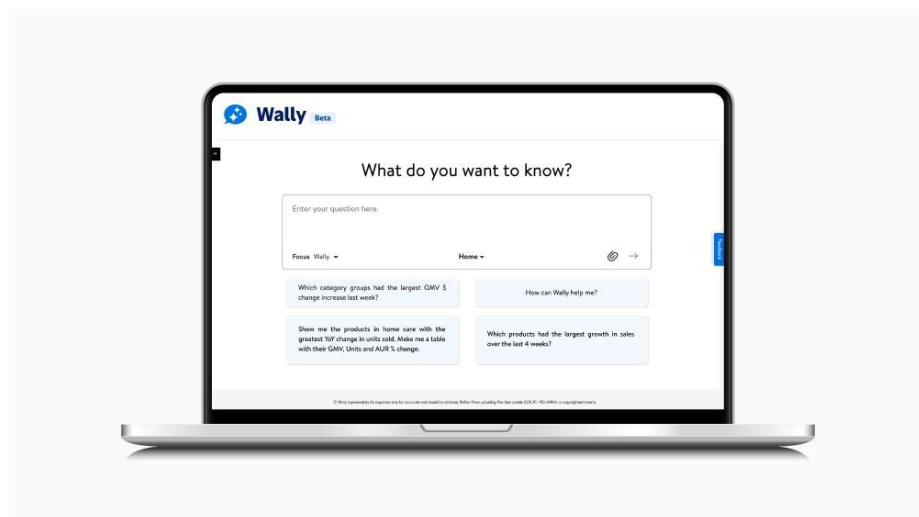 Wally Beta
What do you want to know?
Enter your question here.
Focus Wally
Home
Which category groups had the largest GMV $
change increase last week?
How can Wally help me?
Show me the products in home care with the
greatest YoY change in units sold. Make me a table
with their GMV, Units and AUR % change.
Which products had the largest growth in sales
over the last 4 weeks?
Feedback